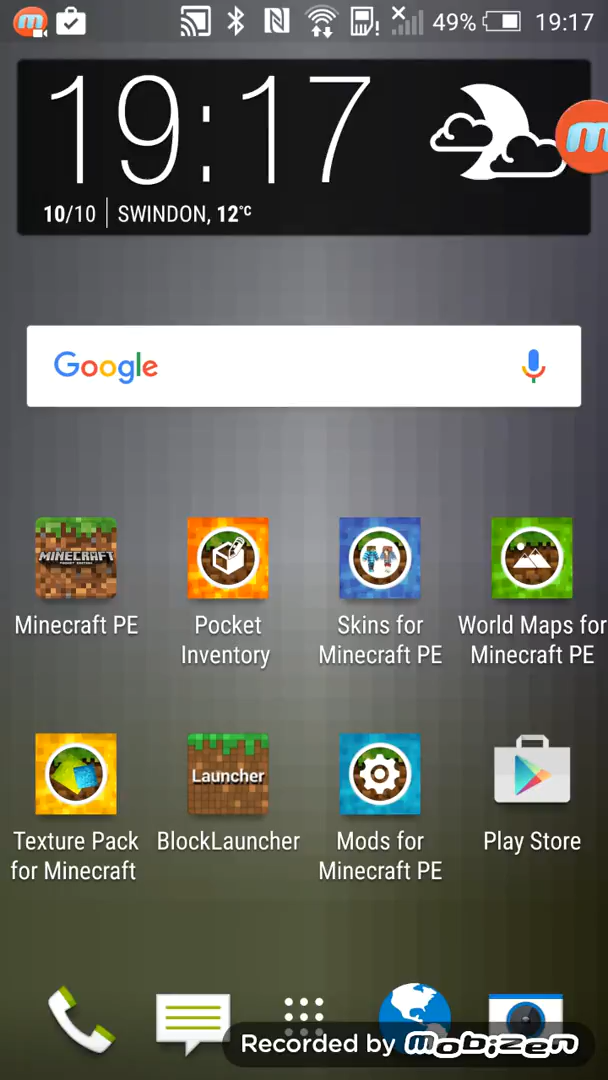 49% 19:17
19:17
10/10 | SWINDON, 12°C
Google
MINECRAFT
Minecraft PE
Pocket
Inventory
Skins for
Minecraft PE
World Maps for
Minecraft PE
Launcher
Texture Pack
for Minecraft
BlockLauncher
Mods for
Minecraft PE
Play Store
Recorded by Mobizen